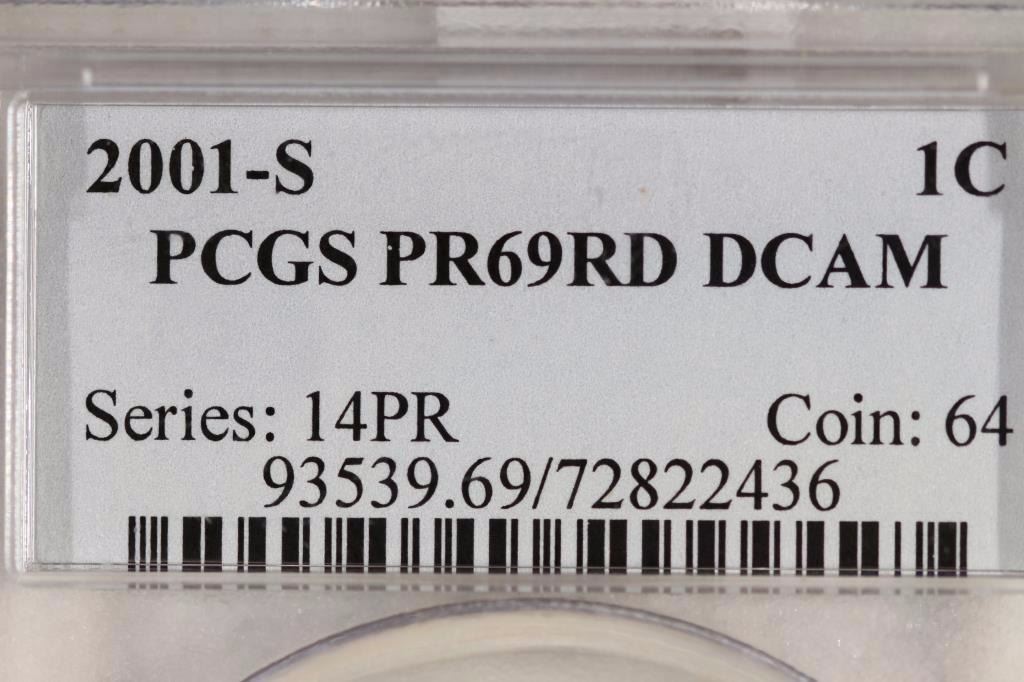 2001-S 1C
PCGS PR69RD DCAM
Series: 14PR Coin: 64
93539.69/72822436